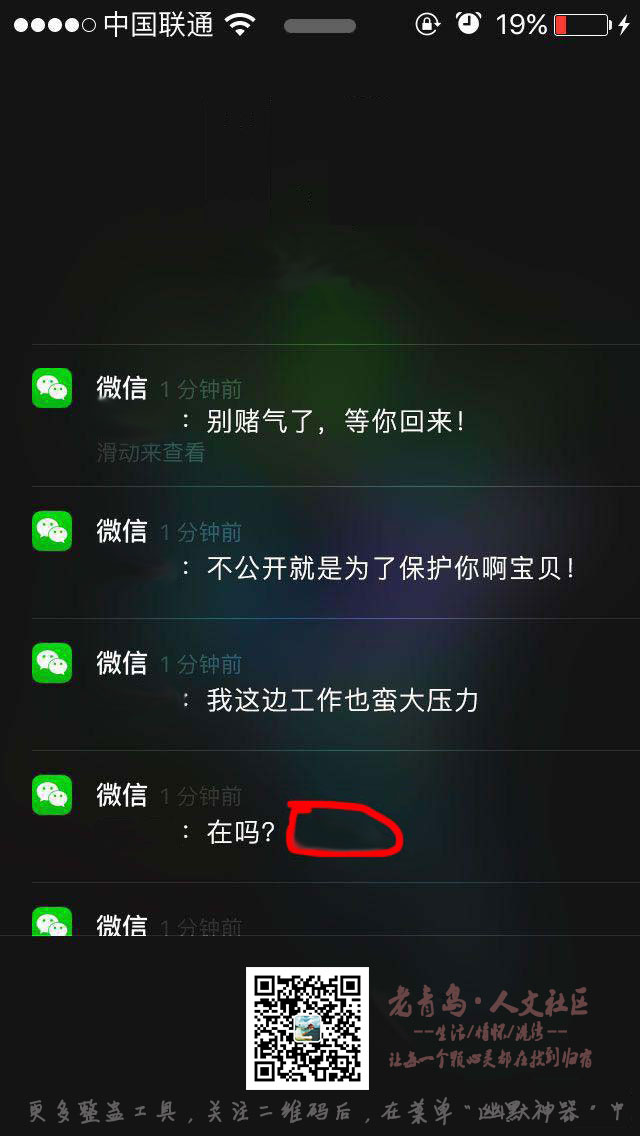 中国联通 19%
微信 1分钟前
：别赌气了，等你回来！
滑动来查看
微信 1分钟前
：不公开就是为了保护你啊宝贝！
微信 1分钟前
：我这边工作也蛮大压力
微信 1分钟前
：在吗？
微信 1分钟前
老青岛·人文社区
--生活/情怀/泥湾--
让每一个颗心灵都在找到归宿
更多整蛊工具，关注二维码后，在菜单“幽默神器”中